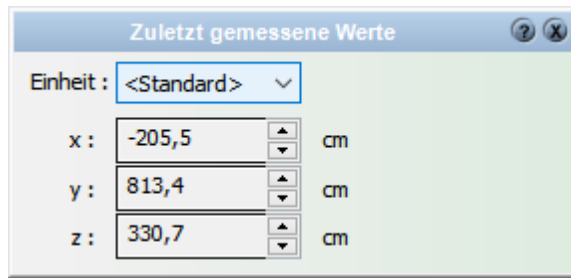 Zuletzt gemessene Werte ? X
Einheit : <Standard>
x : -205,5 cm
y : 813,4 cm
z : 330,7 cm